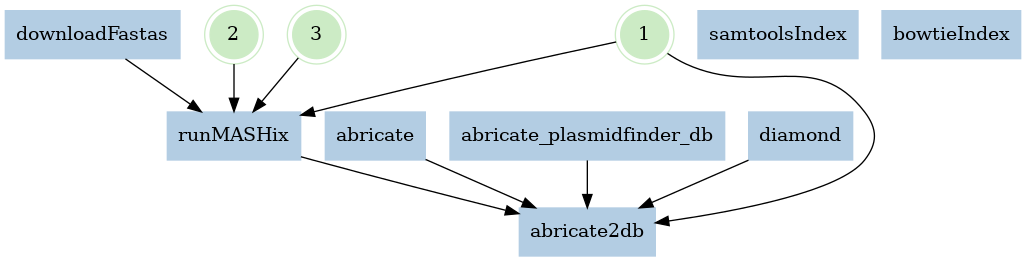 downloadFastas
2
3
1
samtoolsIndex
bowtieIndex
runMASHix
abricate
abricate_plasmidfinder_db
diamond
abricate2db